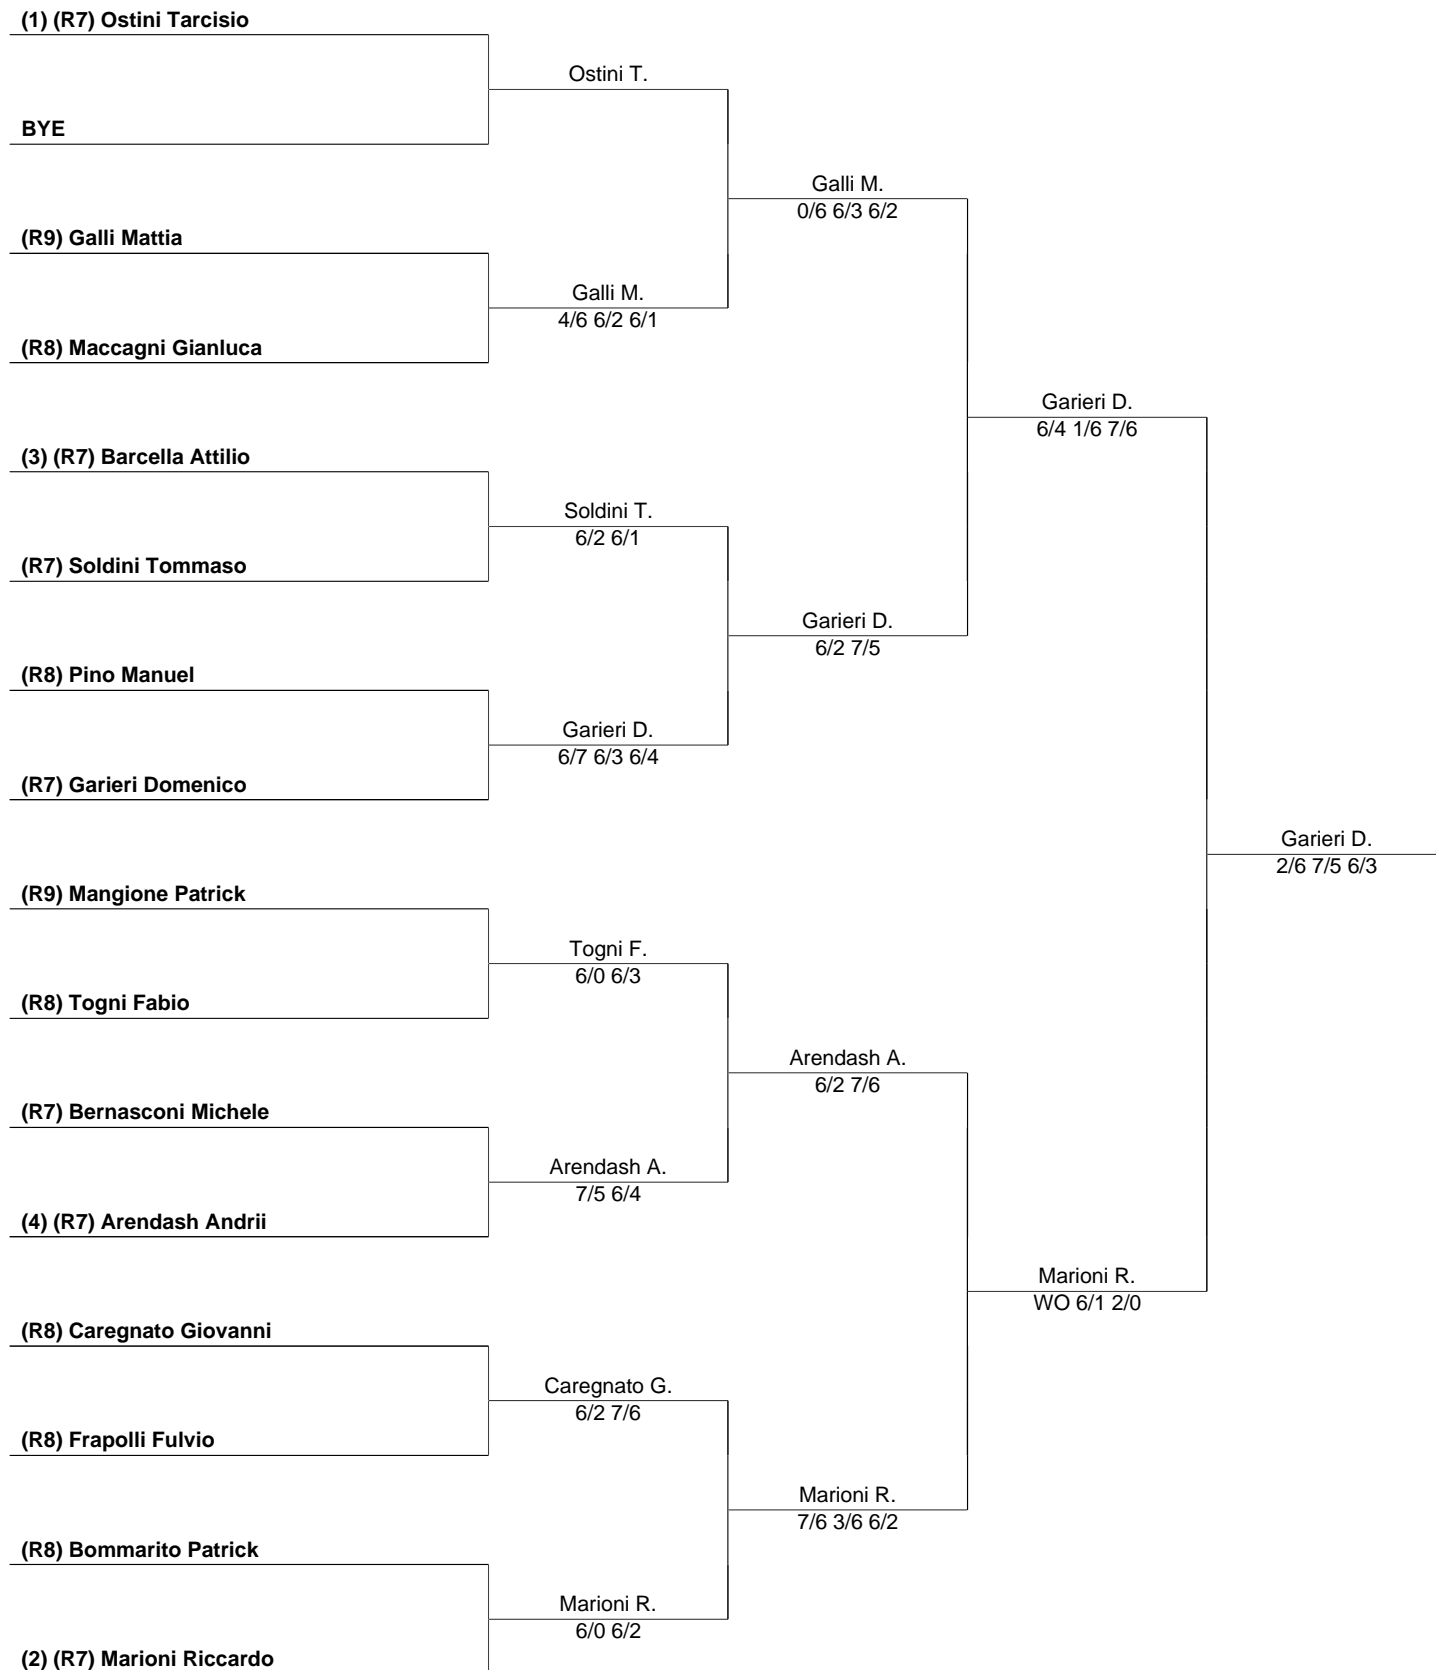 (1) (R7) Ostini Tarcisio
Ostini T.
BYE
Galli M.
0/6 6/3 6/2
(R9) Galli Mattia
Galli M.
4/6 6/2 6/1
(R8) Maccagni Gianluca
Garieri D.
6/4 1/6 7/6
(3) (R7) Barcella Attilio
Soldini T.
6/2 6/1
(R7) Soldini Tommaso
Garieri D.
6/2 7/5
(R8) Pino Manuel
Garieri D.
6/7 6/3 6/4
(R7) Garieri Domenico
Garieri D.
2/6 7/5 6/3
(R9) Mangione Patrick
Togni F.
6/0 6/3
(R8) Togni Fabio
Arendash A.
6/2 7/6
(R7) Bernasconi Michele
Arendash A.
7/5 6/4
(4) (R7) Arendash Andrii
Marioni R.
WO 6/1 2/0
(R8) Caregnato Giovanni
Caregnato G.
6/2 7/6
(R8) Frapolli Fulvio
Marioni R.
7/6 3/6 6/2
(R8) Bommarito Patrick
Marioni R.
6/0 6/2
(2) (R7) Marioni Riccardo